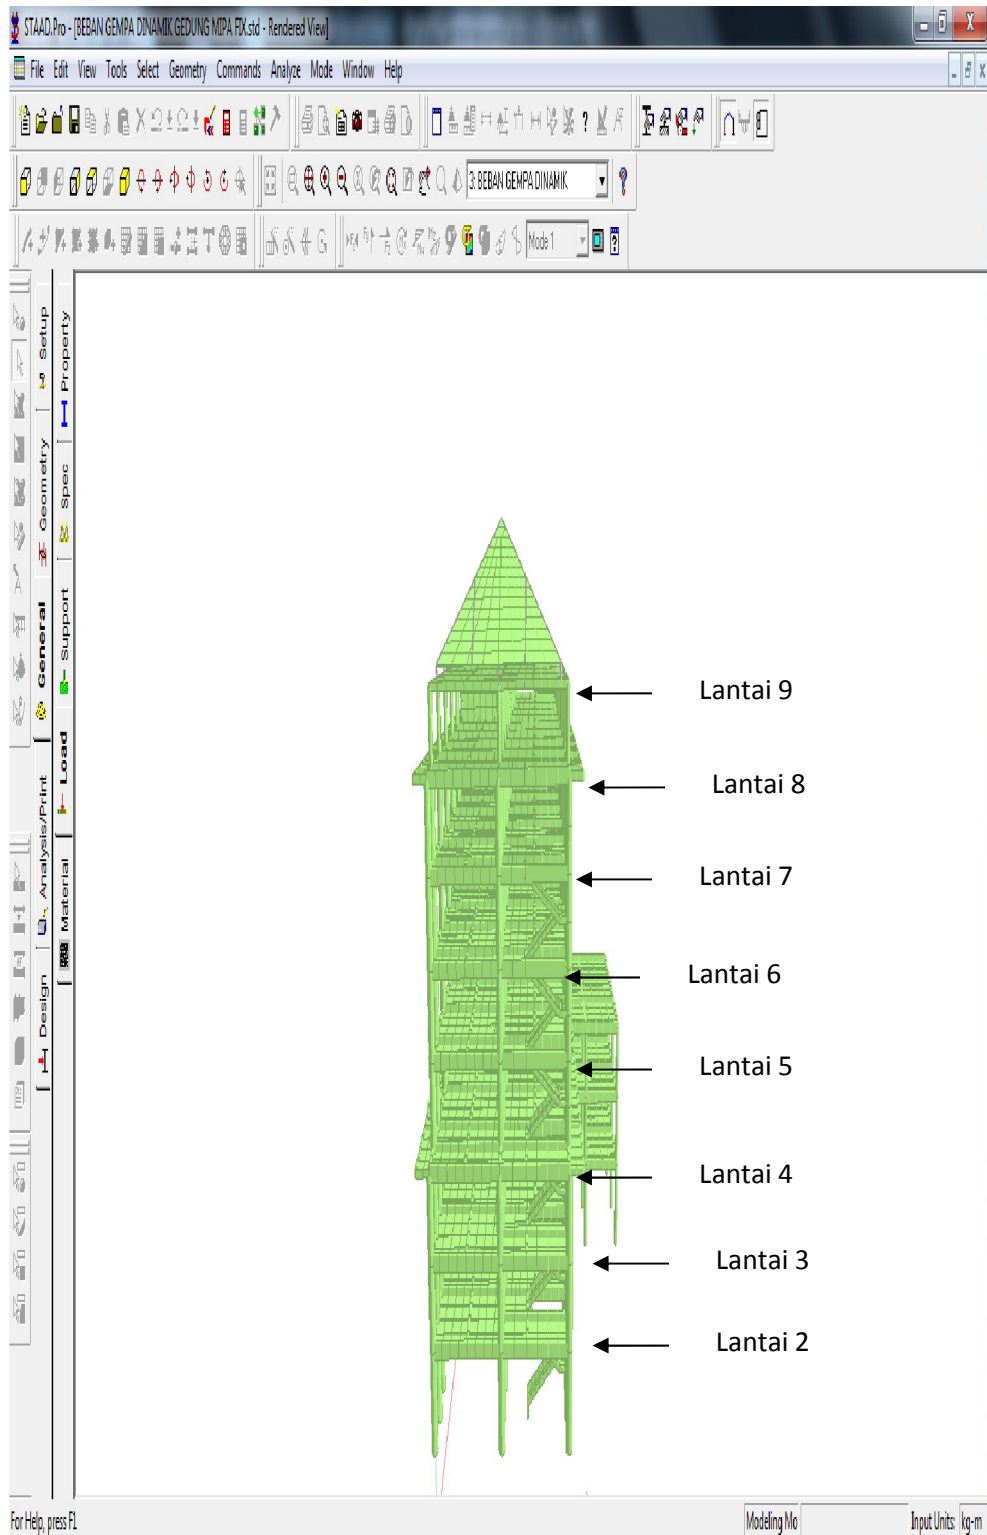 STAAD.Pro - [BEBAN GEMPA DINAMIK GEDUNG MIPA FIX.std - Rendered View]
File Edit View Tools Select Geometry Commands Analyze Mode Window Help
3: BEBAN GEMPA DINAMIK
Mode 1
Setup
Geometry
General
Analysis/Print
Design
Property
Spec
Support
Load
Material
Lantai 9
Lantai 8
Lantai 7
Lantai 6
Lantai 5
Lantai 4
Lantai 3
Lantai 2
For Help, press F1
Modeling Mo
Input Units: kg-m